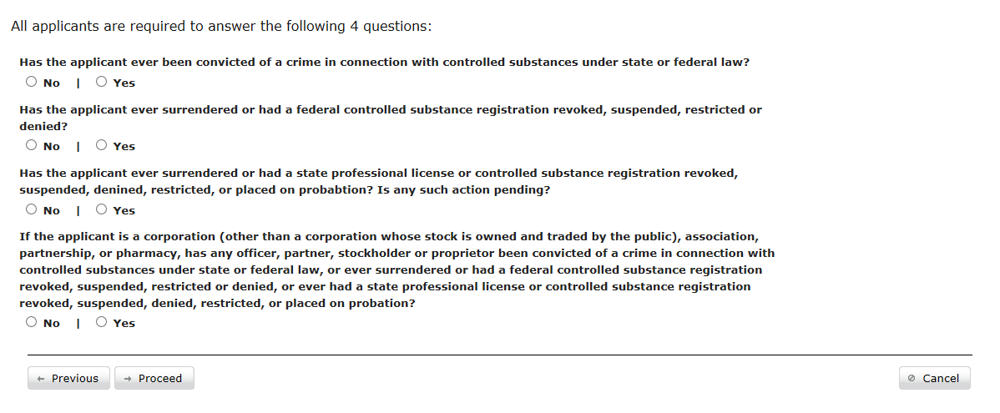 All applicants are required to answer the following 4 questions:
Has the applicant ever been convicted of a crime in connection with controlled substances under state or federal law?
No | Yes
Has the applicant ever surrendered or had a federal controlled substance registration revoked, suspended, restricted or
denied?
No | Yes
Has the applicant ever surrendered or had a state professional license or controlled substance registration revoked,
suspended, denined, restricted, or placed on probabtion? Is any such action pending?
No | Yes
If the applicant is a corporation (other than a corporation whose stock is owned and traded by the public), association,
partnership, or pharmacy, has any officer, partner, stockholder or proprietor been convicted of a crime in connection with
controlled substances under state or federal law, or ever surrendered or had a federal controlled substance registration
revoked, suspended, restricted or denied, or ever had a state professional license or controlled substance registration
revoked, suspended, denied, restricted, or placed on probation?
No | Yes
Previous Proceed Cancel